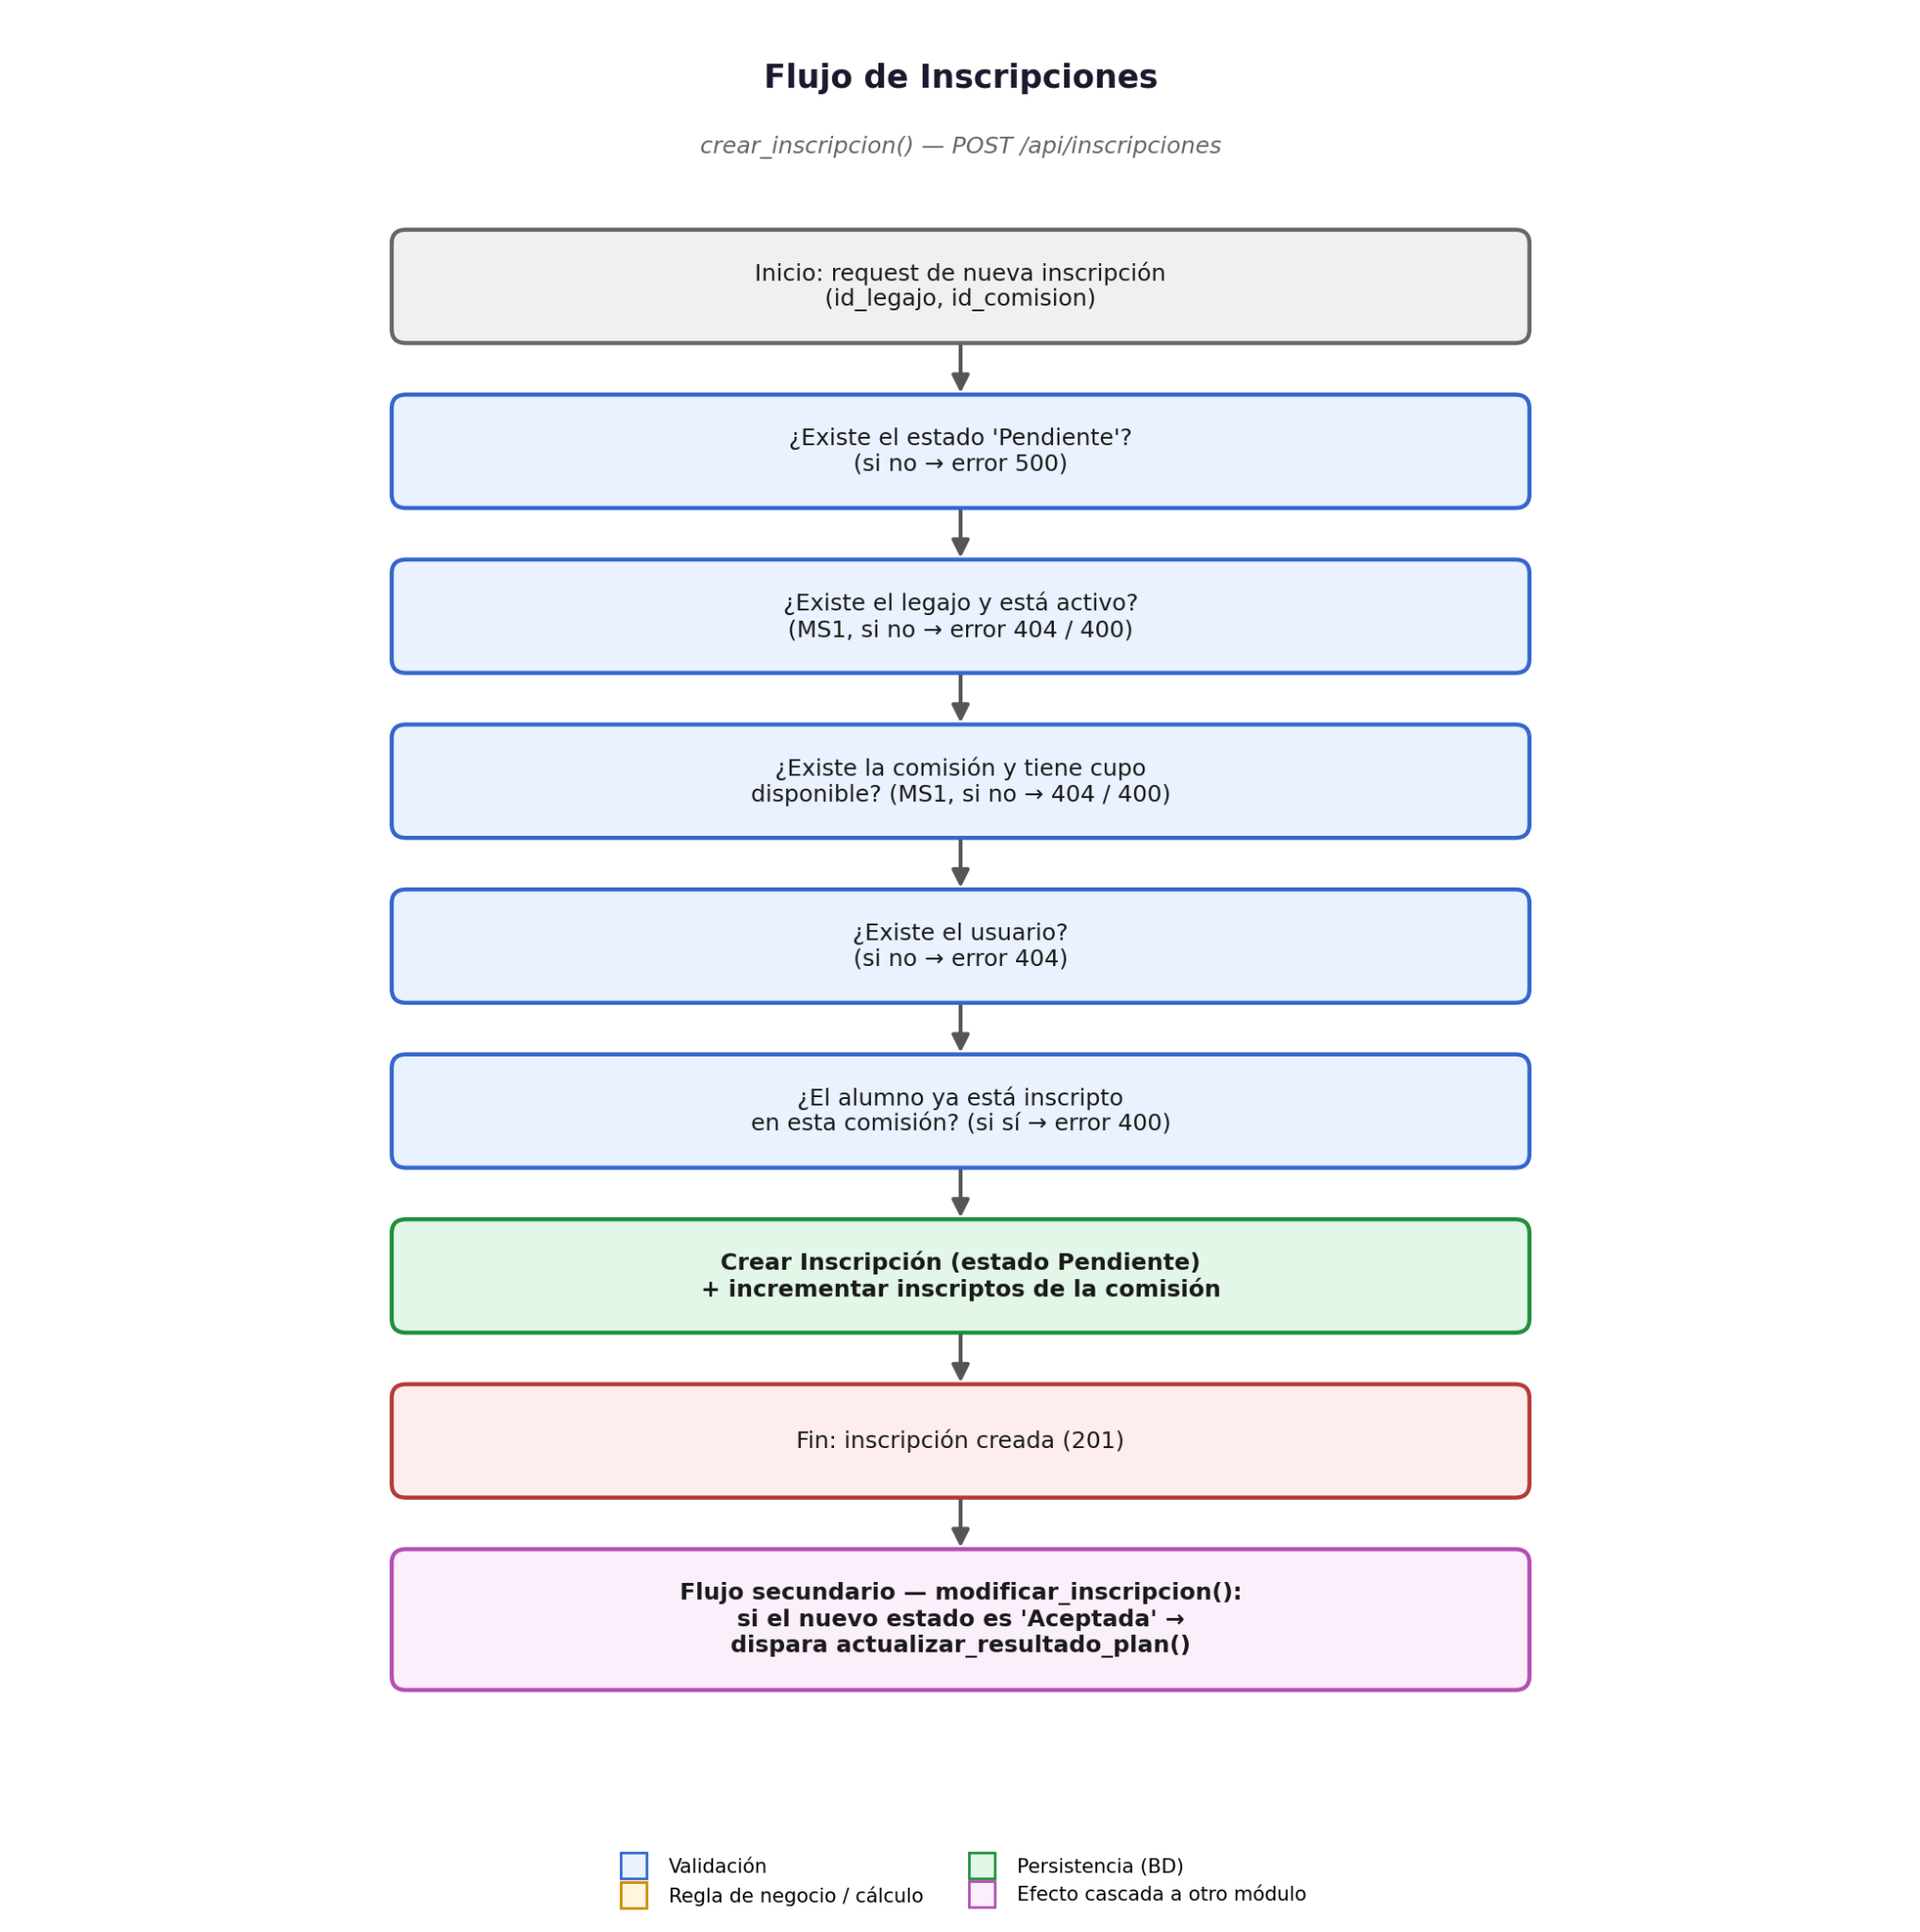 Flujo de Inscripciones
crear_inscripcion() — POST /api/inscripciones
Inicio: request de nueva inscripción
(id_legajo, id_comision)
¿Existe el estado 'Pendiente'?
(si no → error 500)
¿Existe el legajo y está activo?
(MS1, si no → error 404 / 400)
¿Existe la comisión y tiene cupo
disponible? (MS1, si no → 404 / 400)
¿Existe el usuario?
(si no → error 404)
¿El alumno ya está inscripto
en esta comisión? (si sí → error 400)
Crear Inscripción (estado Pendiente)
+ incrementar inscriptos de la comisión
Fin: inscripción creada (201)
Flujo secundario — modificar_inscripcion():
si el nuevo estado es 'Aceptada' →
dispara actualizar_resultado_plan()
Validación
Regla de negocio / cálculo
Persistencia (BD)
Efecto cascada a otro módulo